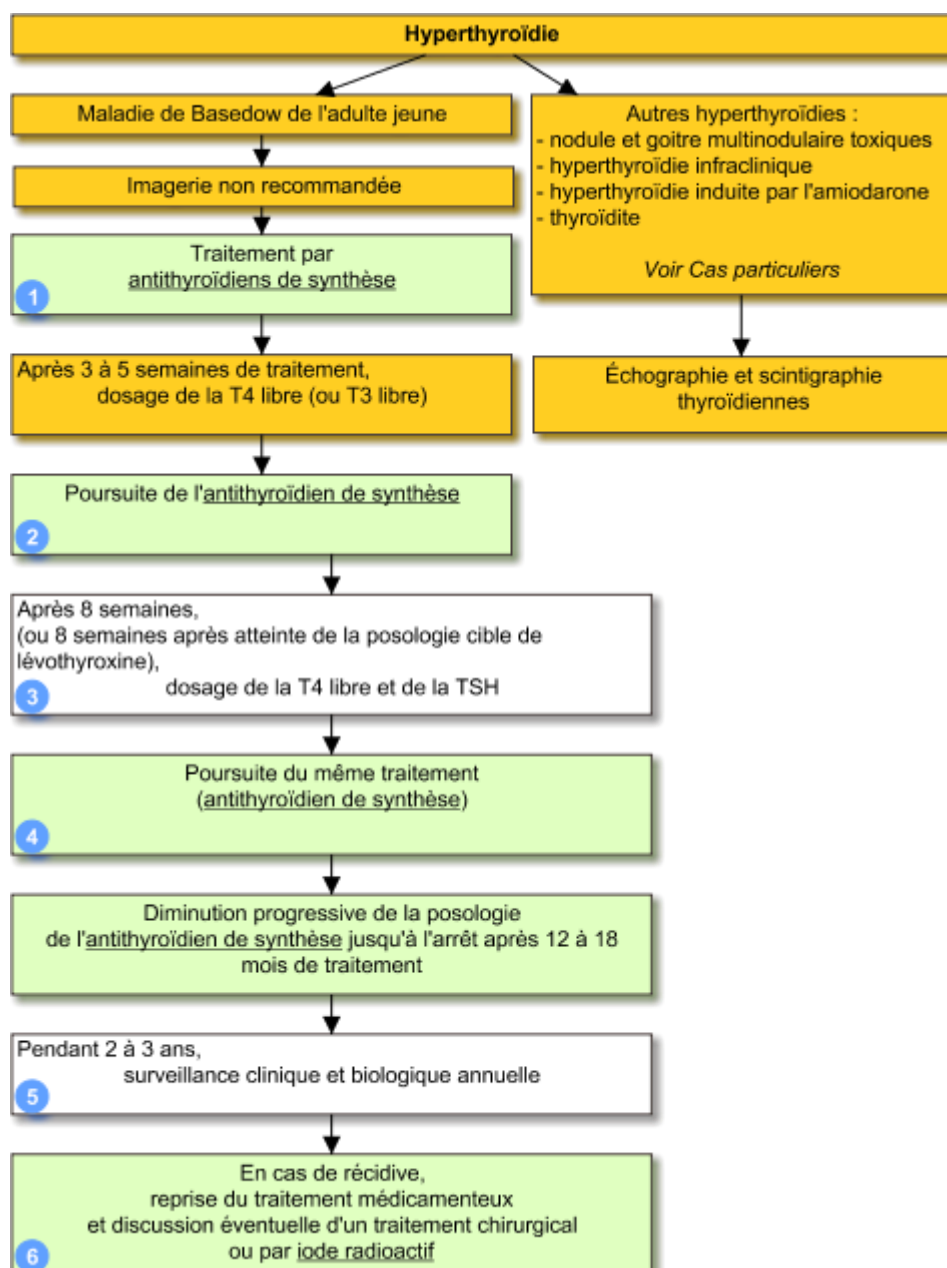 Hyperthyroïdie
Maladie de Basedow de l'adulte jeune
Imagerie non recommandée
Traitement par
antithyroïdiens de synthèse
1
Autres hyperthyroïdies :
- nodule et goitre multinodulaire toxiques
- hyperthyroïdie infraclinique
- hyperthyroïdie induite par l'amiodarone
- thyroïdite
Voir Cas particuliers
Après 3 à 5 semaines de traitement,
dosage de la T4 libre (ou T3 libre)
Échographie et scintigraphie
thyroïdiennes
Poursuite de l'antithyroïdien de synthèse
2
Après 8 semaines,
(ou 8 semaines après atteinte de la posologie cible de
lévothyroxine),
dosage de la T4 libre et de la TSH
3
Poursuite du même traitement
(antithyroïdien de synthèse)
4
Diminution progressive de la posologie
de l'antithyroïdien de synthèse jusqu'à l'arrêt après 12 à 18
mois de traitement
Pendant 2 à 3 ans,
surveillance clinique et biologique annuelle
5
En cas de récidive,
reprise du traitement médicamenteux
et discussion éventuelle d'un traitement chirurgical
ou par iode radioactif
6